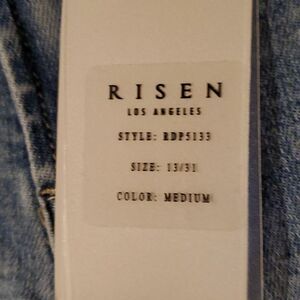 RISEN
LOS ANGELES
STYLE: RDP5133
SIZE: 13/31
COLOR: MEDIUM